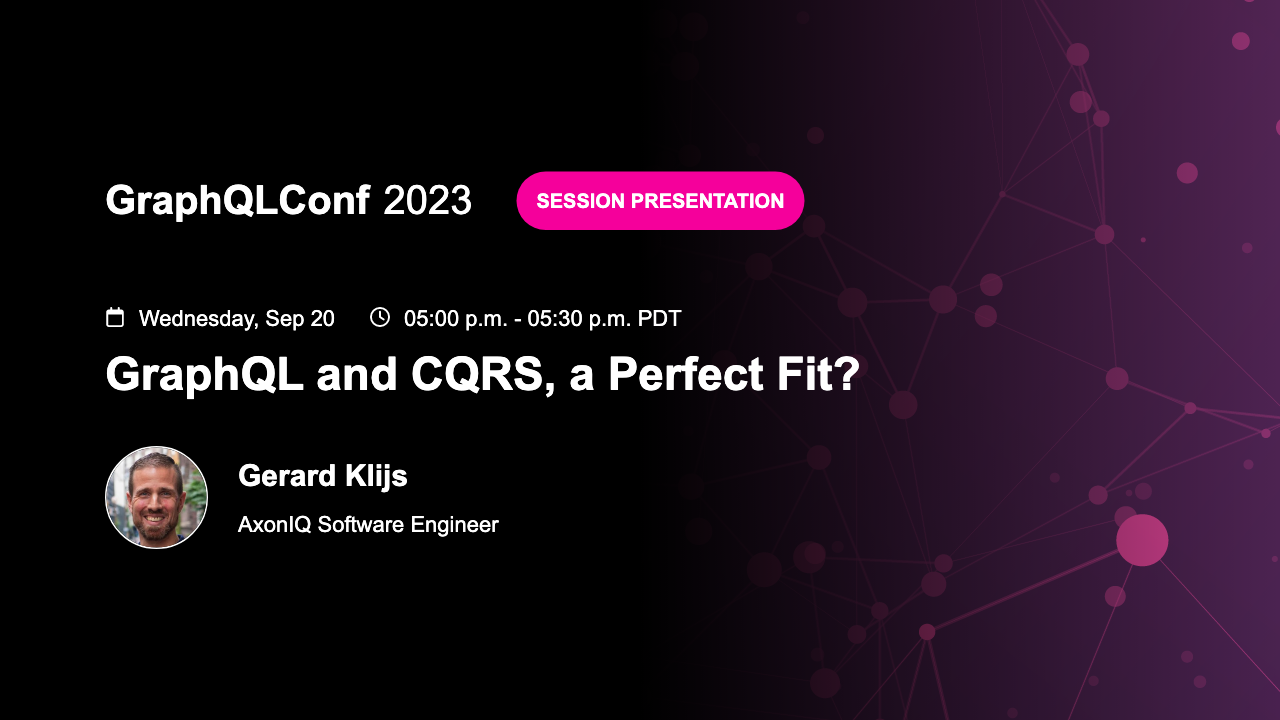 GraphQLConf 2023
SESSION PRESENTATION
Wednesday, Sep 20 05:00 p.m. - 05:30 p.m. PDT
GraphQL and CQRS, a Perfect Fit?
Gerard Klijs
AxonIQ Software Engineer